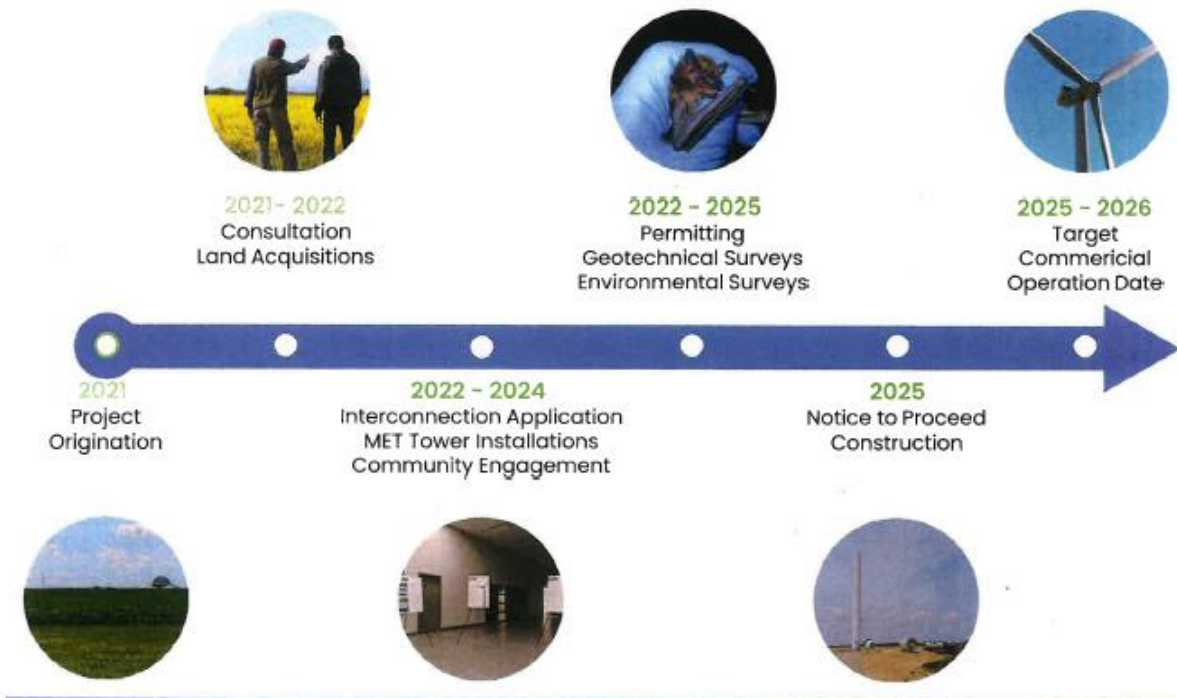 2021 - 2022
Consultation
Land Acquisitions
2022 - 2025
Permitting
Geotechnical Surveys
Environmental Surveys
2025 - 2026
Target
Commericial
Operation Date
2021
Project
Origination
2022 - 2024
Interconnection Application
MET Tower Installations
Community Engagement
2025
Notice to Proceed
Construction